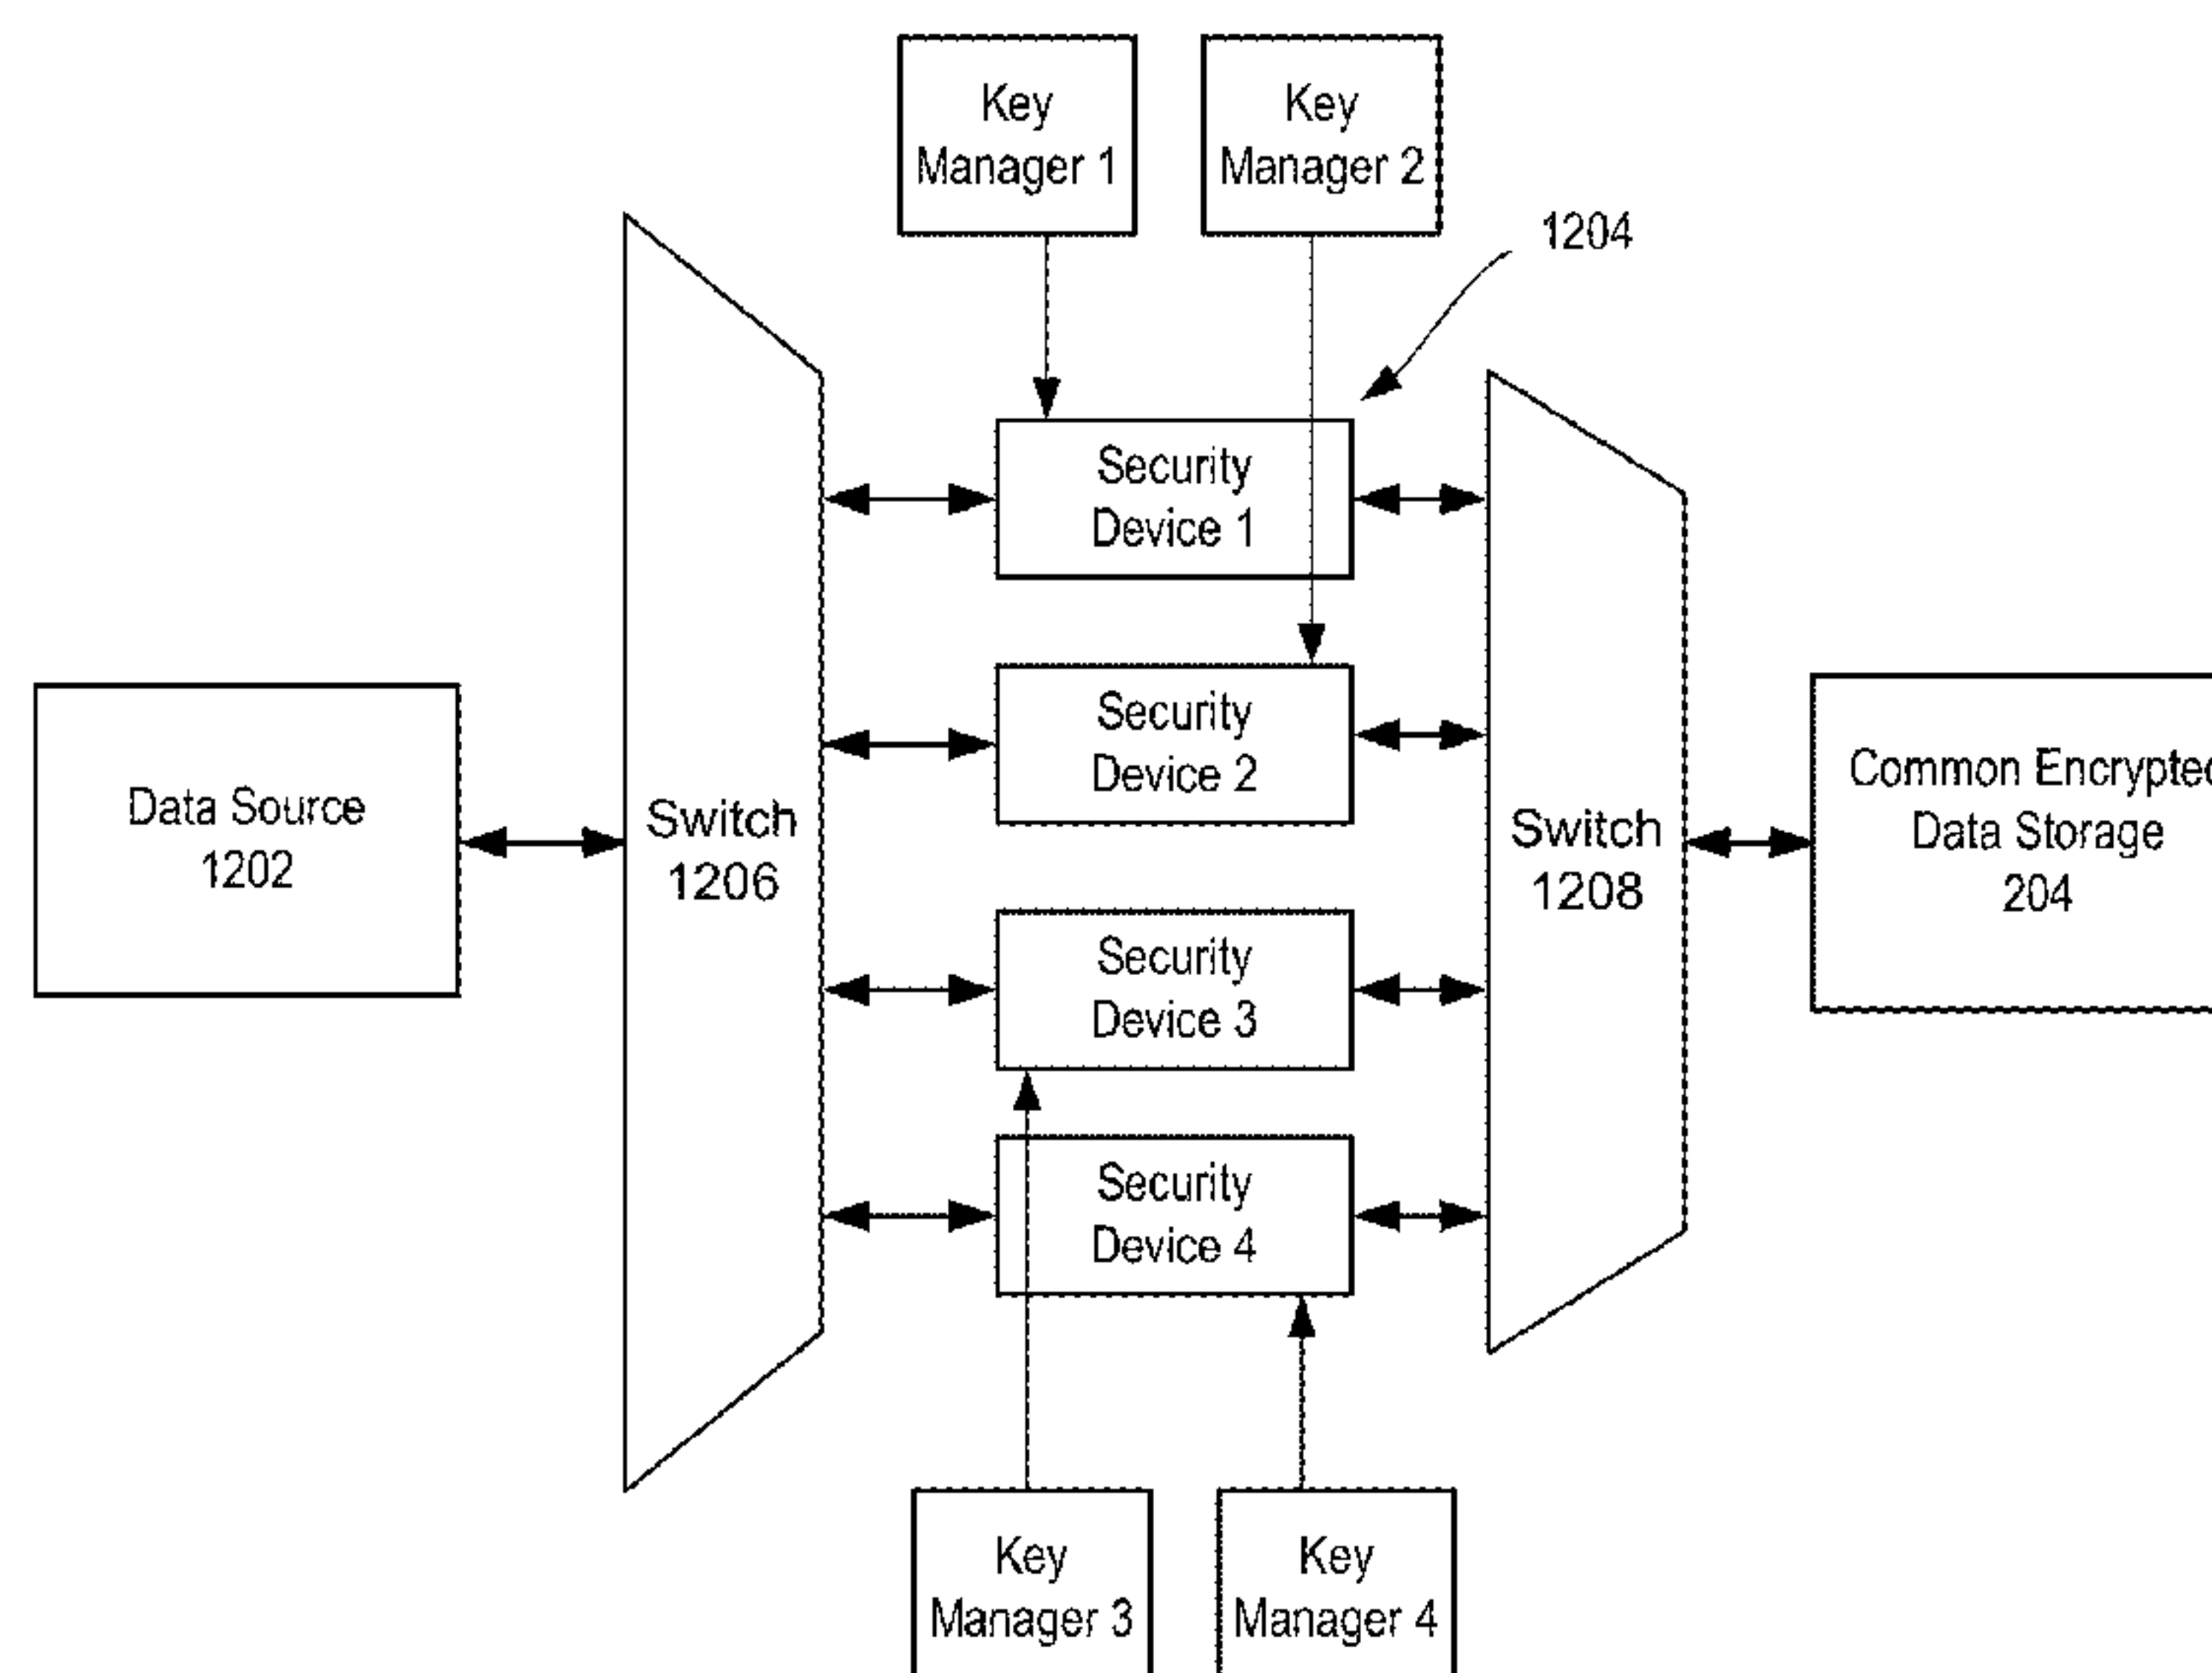 Key
Manager 1
Key
Manager 2
1204
Security
Device 1
Security
Device 2
Data Source
1202
Switch
1206
Switch
1208
Common Encrypted
Data Storage
204
Security
Device 3
Security
Device 4
Key
Manager 3
Key
Manager 4